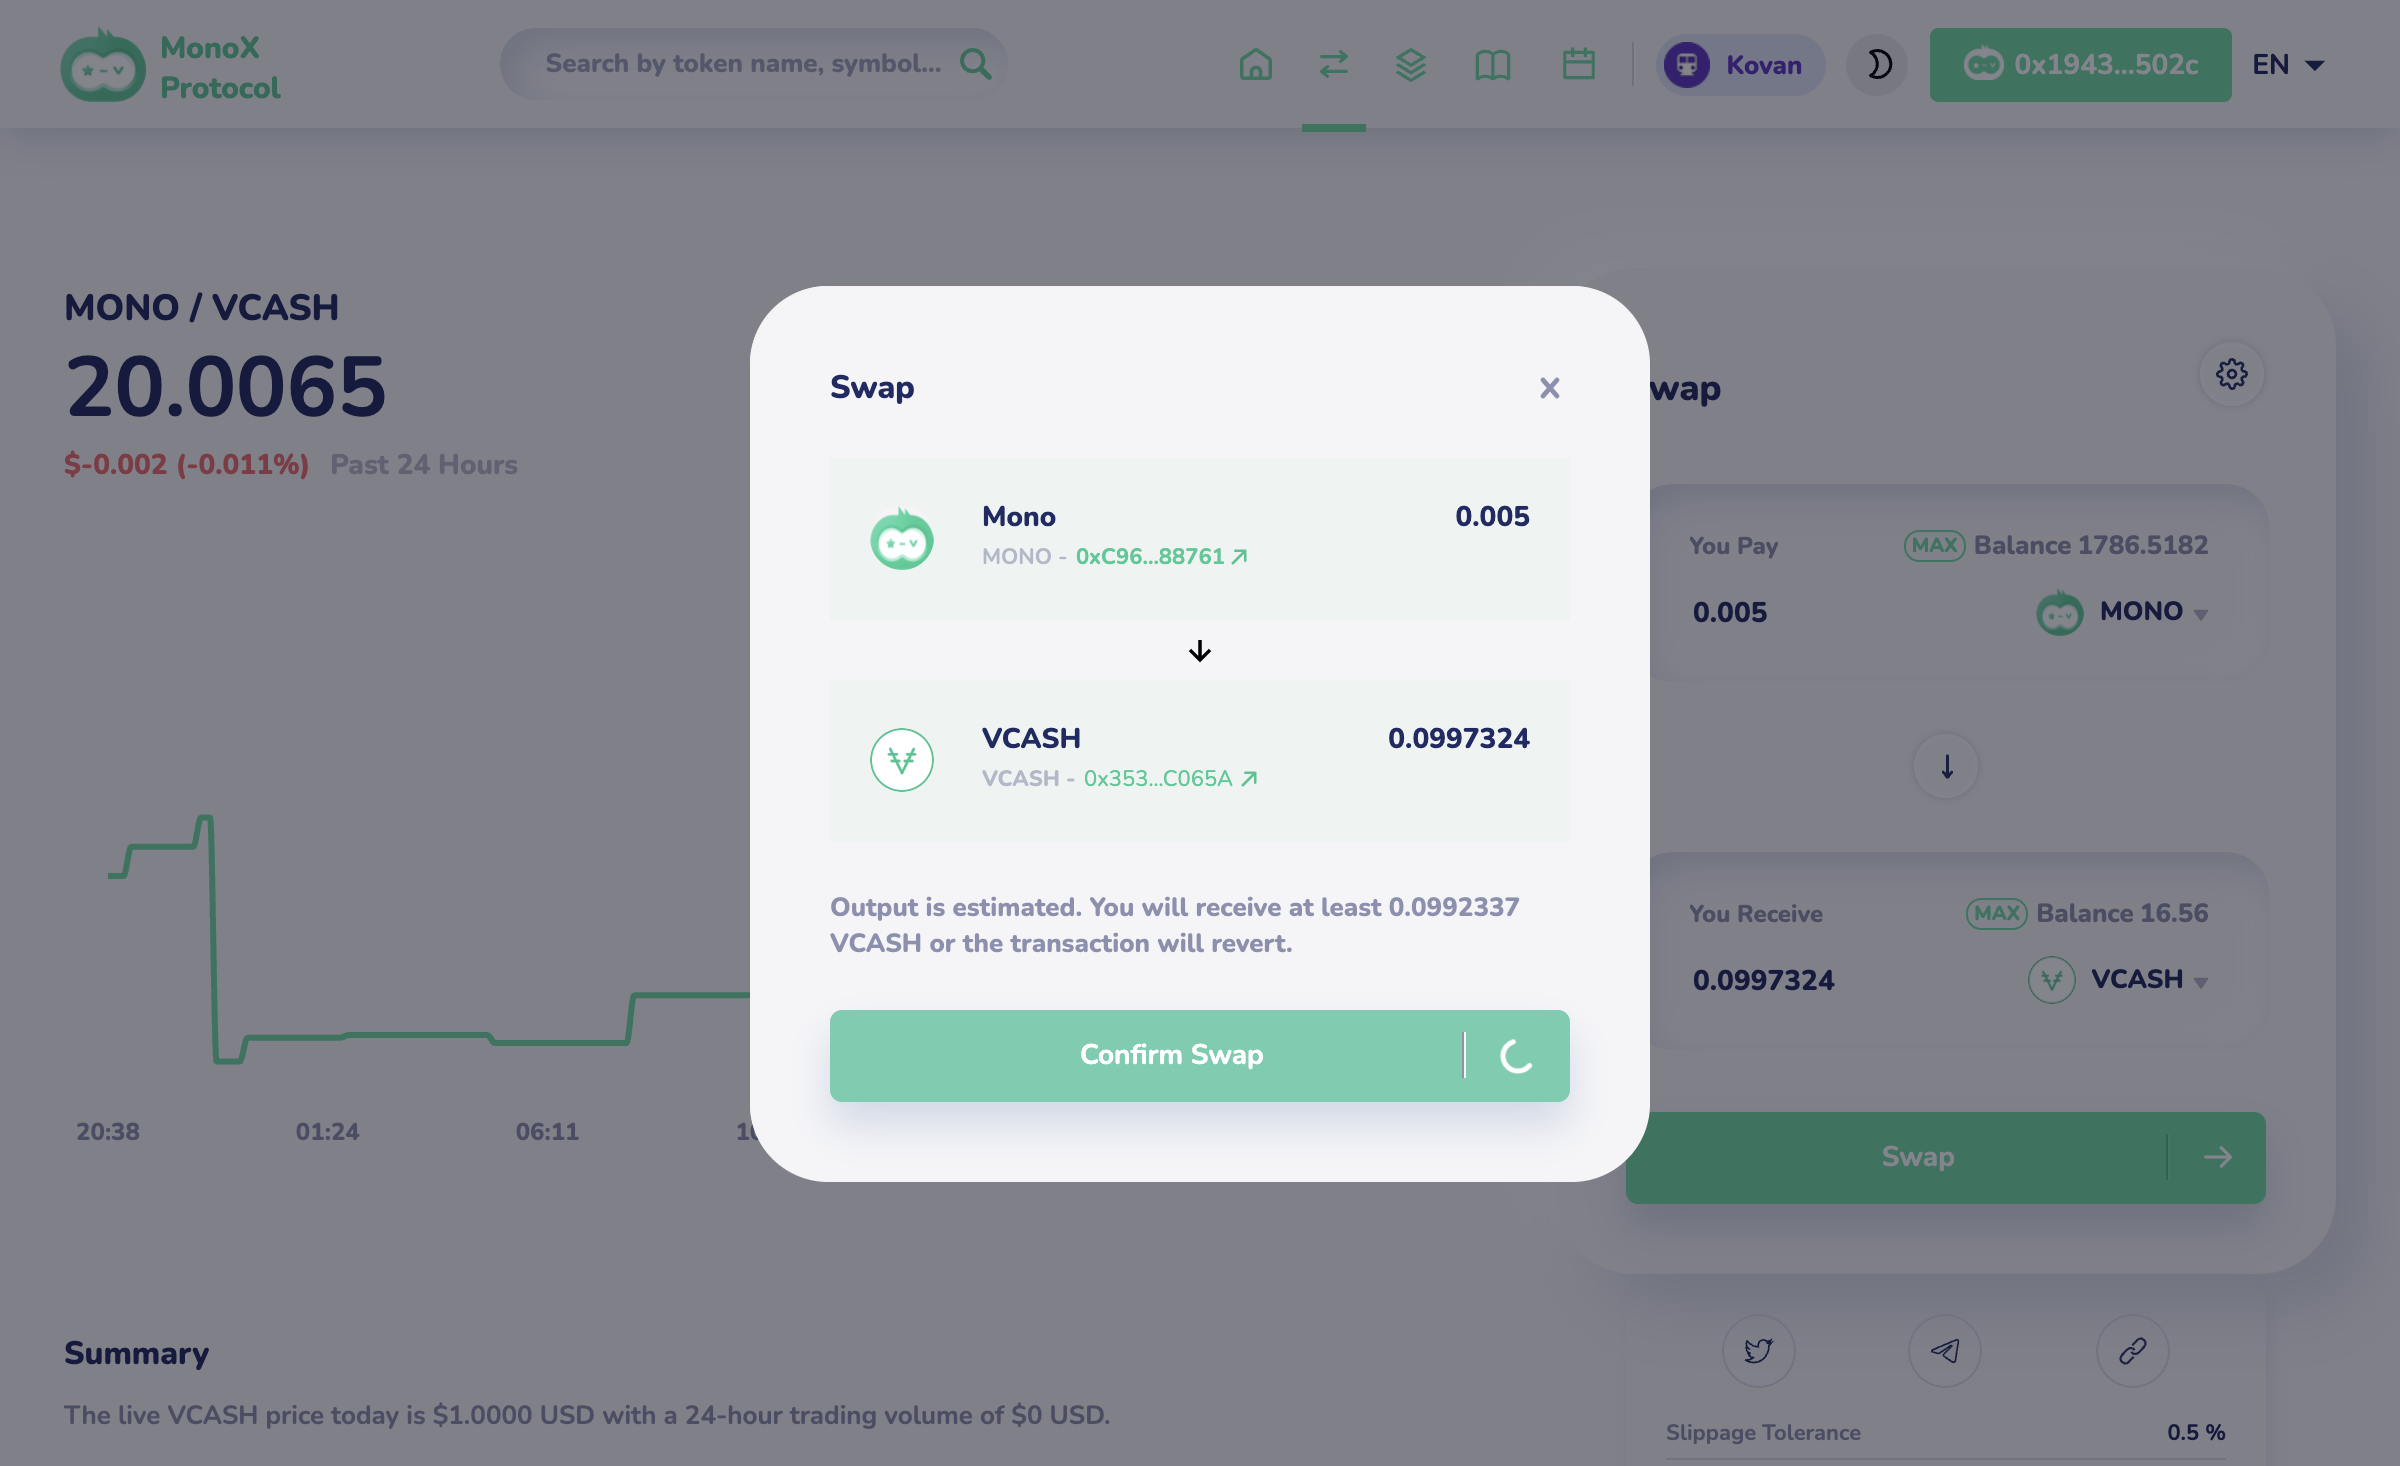 MonoX
Protocol
Search by token name, symbol...
Kovan
0x1943...502c
EN
MONO / VCASH
20.0065
$-0.002 (-0.011%) Past 24 Hours
20:38
01:24
06:11
Swap
Mono
0.005
MONO - 0xC96...88761
VCASH
0.0997324
VCASH - 0x353...C065A
Output is estimated. You will receive at least 0.0992337
VCASH or the transaction will revert.
Confirm Swap
wap
You Pay
MAX Balance 1786.5182
0.005
MONO
You Receive
MAX Balance 16.56
0.0997324
VCASH
Swap
Slippage Tolerance
0.5 %
Summary
The live VCASH price today is $1.0000 USD with a 24-hour trading volume of $0 USD.